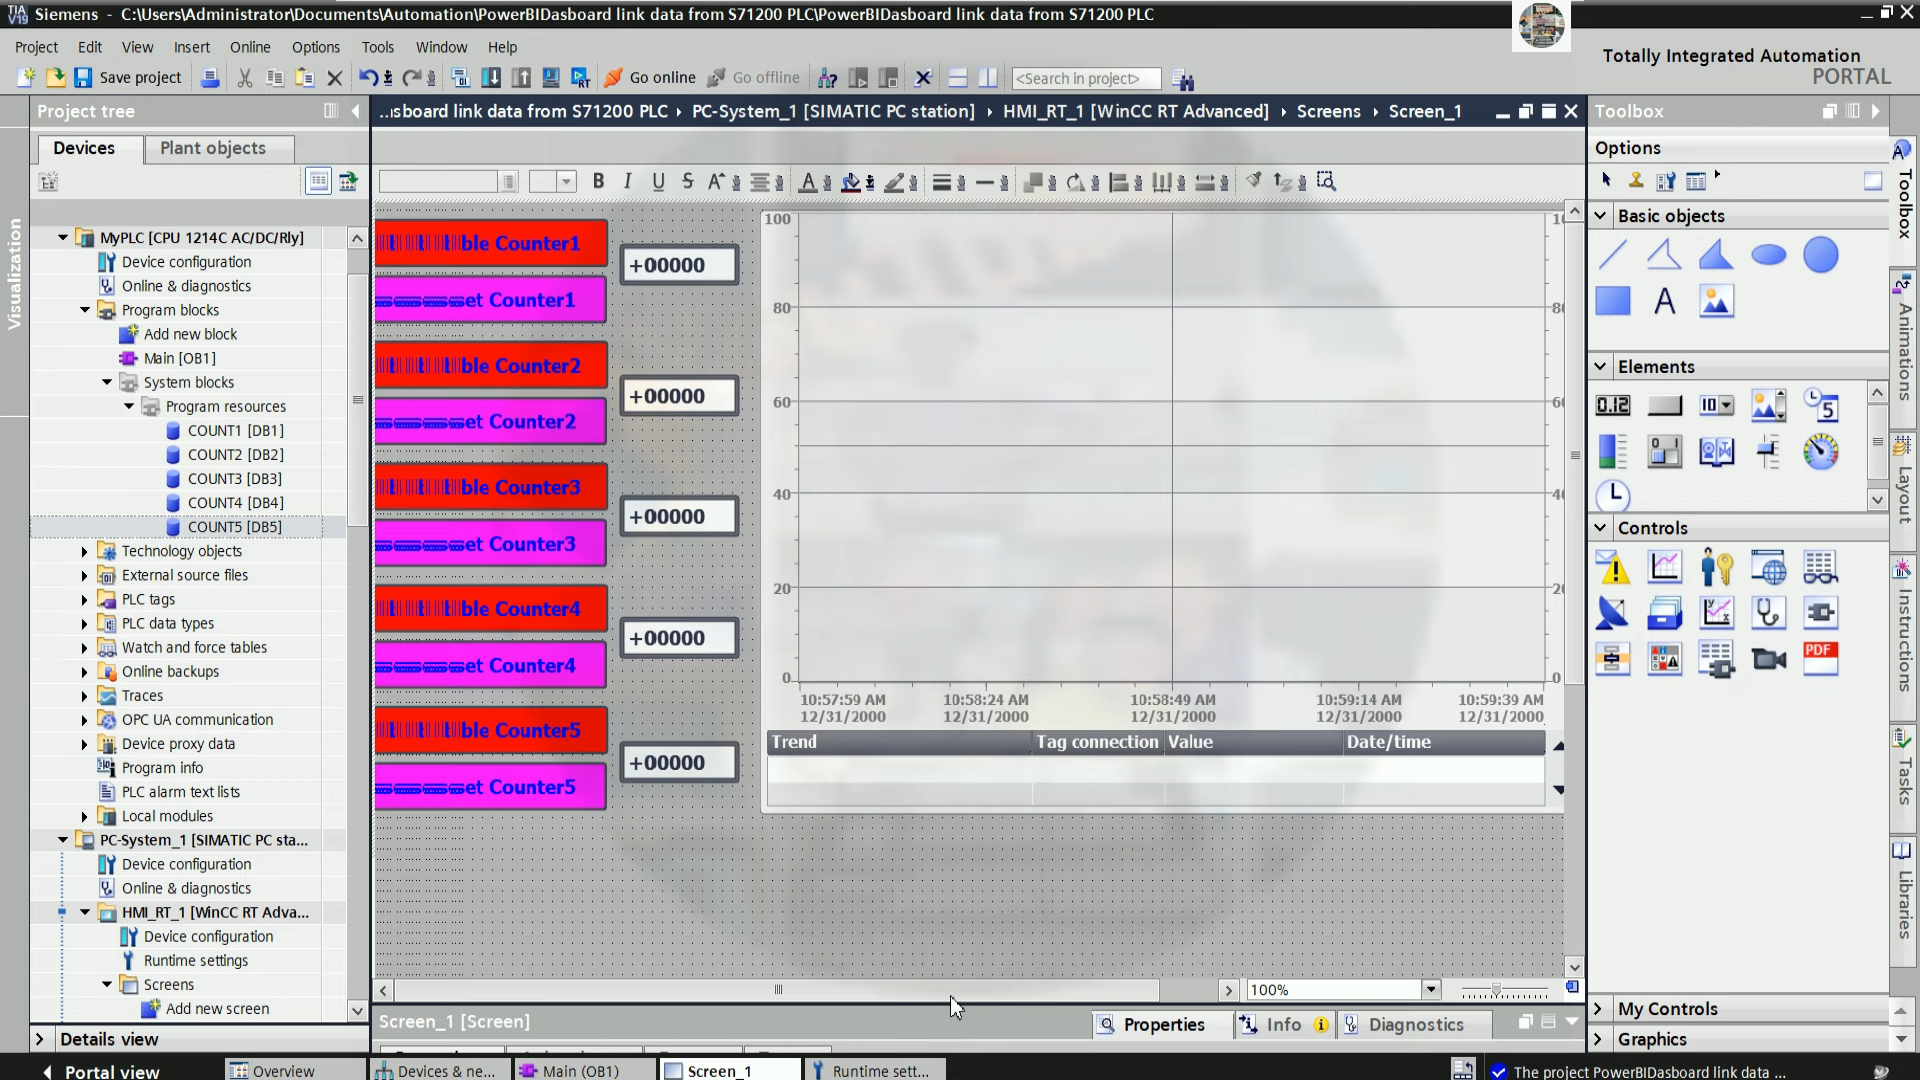 TIA
V19
Siemens - C:\Users\Administrator\Documents\Automation\PowerBIDasboard link data from S71200 PLC\PowerBIDasboard link data from S71200 PLC
Project Edit View Insert Online Options Tools Window Help
Totally Integrated Automation
PORTAL
Save project
Go online
Go offline
<Search in project>
Project tree
...ısboard link data from S71200 PLC › PC-System_1 [SIMATIC PC station] › HMI_RT_1 [WinCC RT Advanced] › Screens › Screen_1
Toolbox
Devices
Plant objects
Options
B I U S A
Visualization
MyPLC [CPU 1214C AC/DC/Rly]
Device configuration
Online & diagnostics
Program blocks
Add new block
Main [OB1]
System blocks
Program resources
COUNT1 [DB1]
COUNT2 [DB2]
COUNT3 [DB3]
COUNT4 [DB4]
COUNT5 [DB5]
Technology objects
External source files
PLC tags
PLC data types
Watch and force tables
Online backups
Traces
OPC UA communication
Device proxy data
Program info
PLC alarm text lists
Local modules
PC-System_1 [SIMATIC PC sta...
Device configuration
Online & diagnostics
HMI_RT_1 [WinCC RT Adva...
Device configuration
Runtime settings
Screens
Add new screen
Details view
ble Counter1
+00000
et Counter1
ble Counter2
+00000
et Counter2
ble Counter3
+00000
et Counter3
ble Counter4
+00000
et Counter4
ble Counter5
+00000
et Counter5
100
80
60
40
20
0
10:57:59 AM 10:58:24 AM 10:58:49 AM 10:59:14 AM 10:59:39 AM
12/31/2000 12/31/2000 12/31/2000 12/31/2000 12/31/2000
Trend Tag connection Value Date/time
100%
Screen_1 [Screen]
Properties
Info
Diagnostics
Basic objects
A
Elements
0.12
10
5
Controls
PDF
My Controls
Graphics
Toolbox
Animations
Layout
Instructions
Tasks
Libraries
Portal view
Overview
Devices & ne...
Main (OB1)
Screen_1
Runtime sett...
The project PowerBIDasboard link data ...